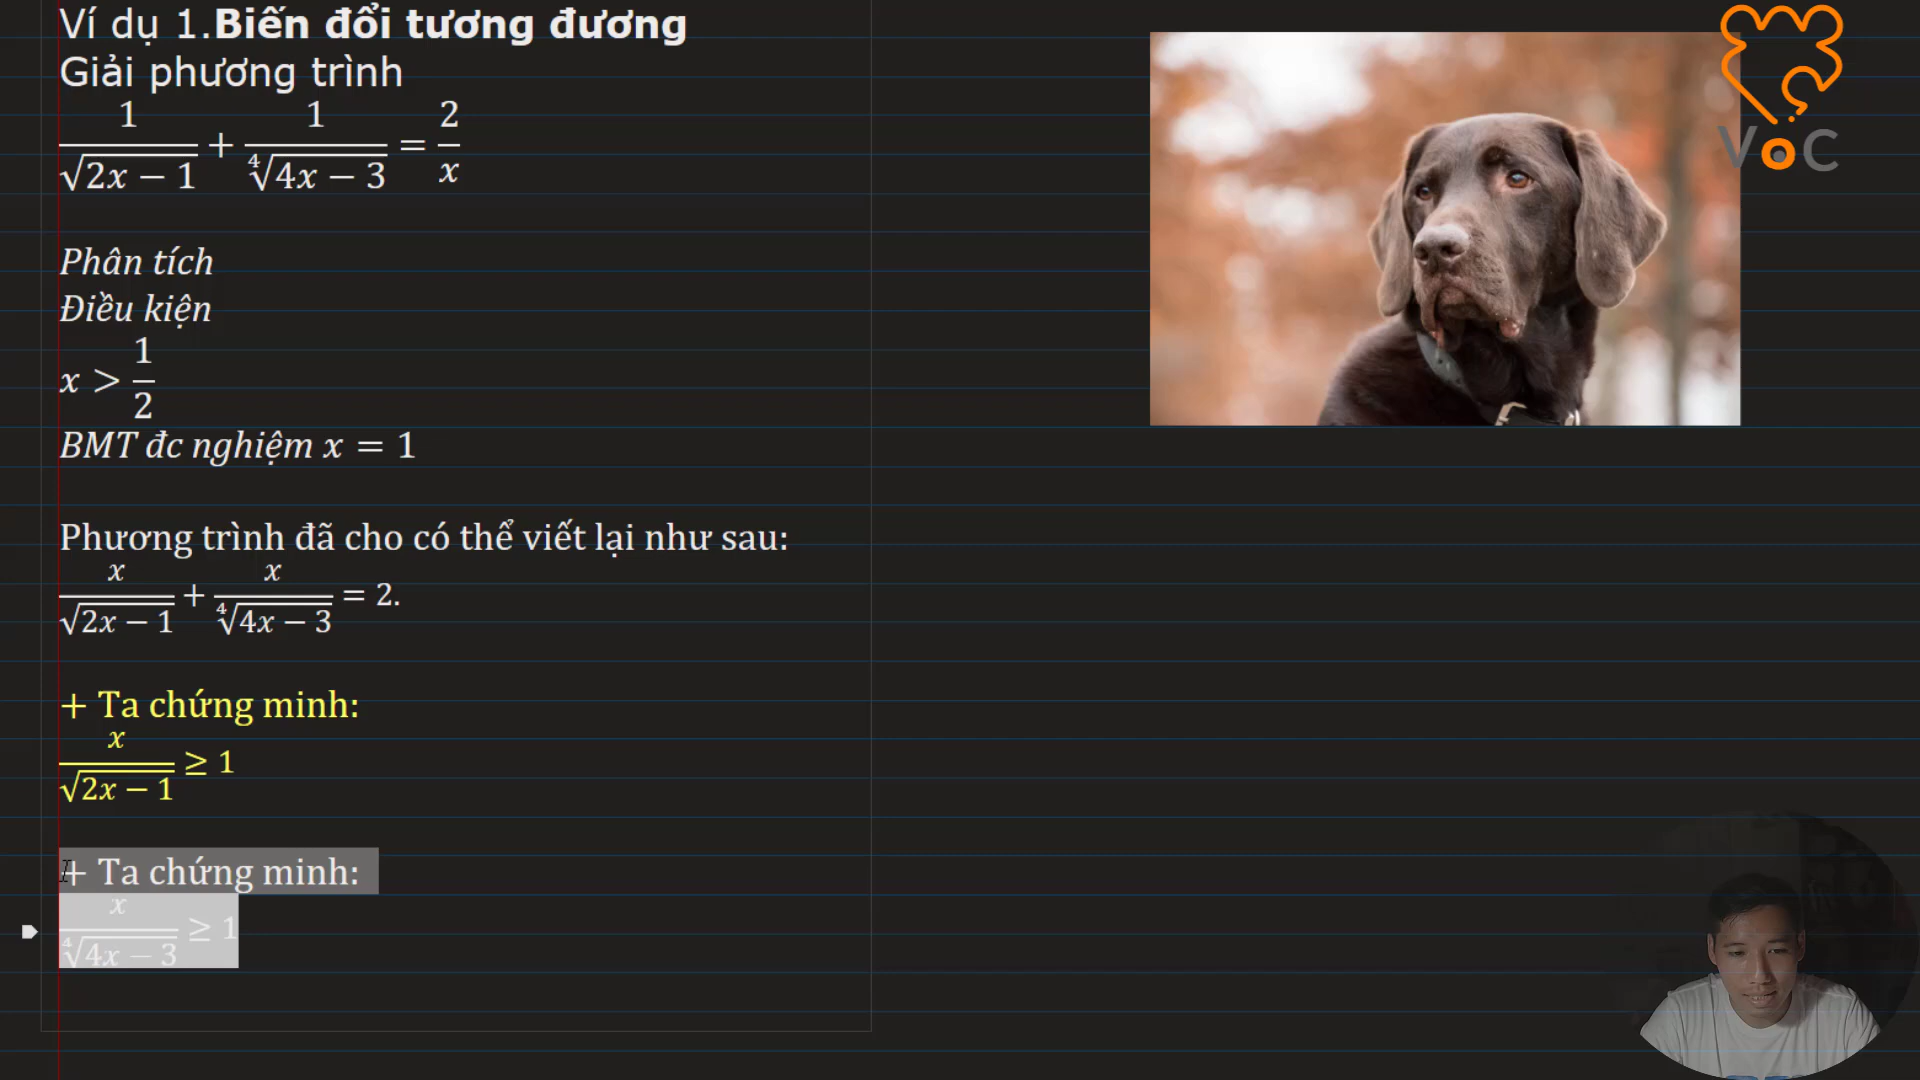 Ví dụ 1.Biến đổi tương đương
Giải phương trình
1/√(2x − 1) + 1/∜(4x − 3) = 2/x
Phân tích
Điều kiện
x > 1/2
BMT đc nghiệm x = 1
Phương trình đã cho có thể viết lại như sau:
x/√(2x − 1) + x/∜(4x − 3) = 2.
+ Ta chứng minh:
x/√(2x − 1) ≥ 1
+ Ta chứng minh:
x/∜(4x − 3) ≥ 1
VOC